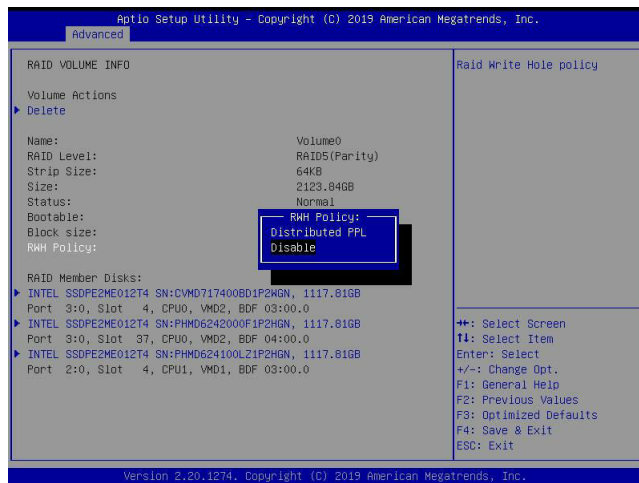 Aptio Setup Utility – Copyright (C) 2019 American Megatrends, Inc.
Advanced
RAID VOLUME INFO
Raid Write Hole policy
Volume Actions
Delete
Name: Volume0
RAID Level: RAID5(Parity)
Strip Size: 64KB
Size: 2123.84GB
Status: Normal
Bootable:
Block size:
RWH Policy:
RWH Policy:
Distributed PPL
Disable
RAID Member Disks:
INTEL SSDPE2ME012T4 SN:CVMD717400BD1P2WGN, 1117.81GB
Port 3:0, Slot 4, CPU0, VMD2, BDF 03:00.0
INTEL SSDPE2ME012T4 SN:PHMD6242000F1P2HGN, 1117.81GB
Port 3:0, Slot 37, CPU0, VMD2, BDF 04:00.0
INTEL SSDPE2ME012T4 SN:PHMD624100LZ1P2HGN, 1117.81GB
Port 2:0, Slot 4, CPU1, VMD1, BDF 03:00.0
→←: Select Screen
↑↓: Select Item
Enter: Select
+/-: Change Opt.
F1: General Help
F2: Previous Values
F3: Optimized Defaults
F4: Save & Exit
ESC: Exit
Version 2.20.1274. Copyright (C) 2019 American Megatrends, Inc.